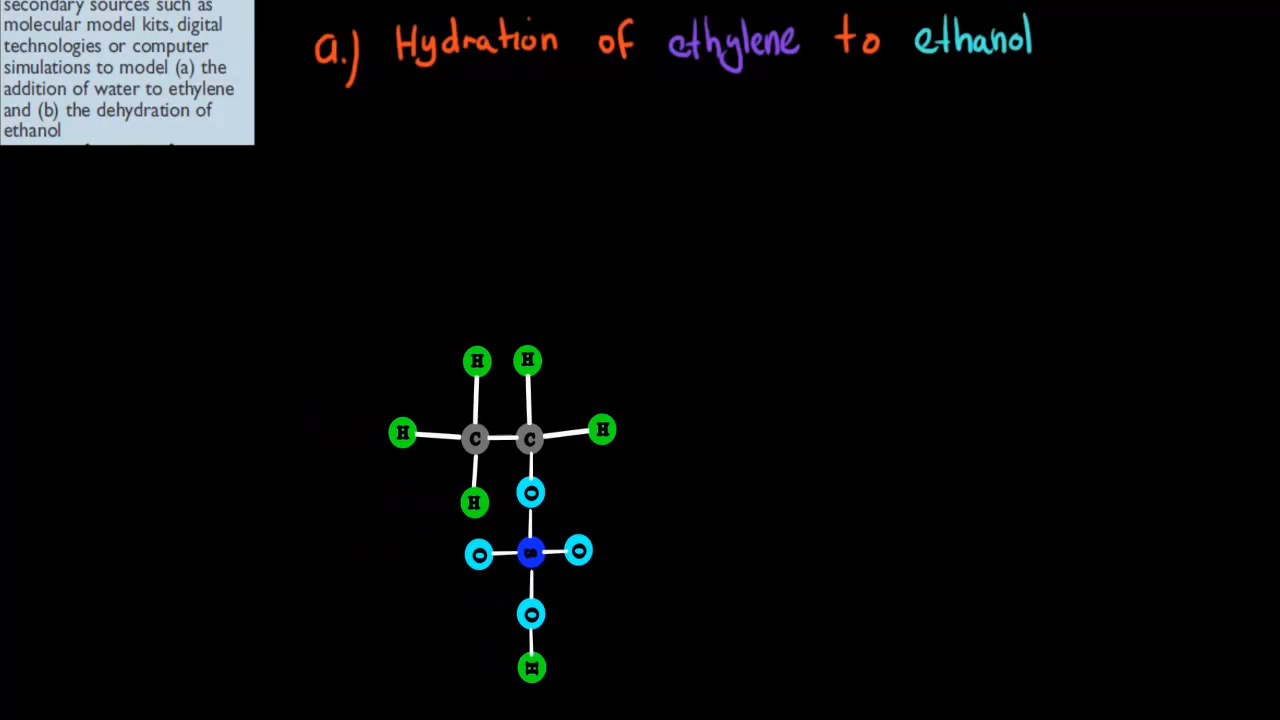 secondary sources such as
molecular model kits, digital
technologies or computer
simulations to model (a) the
addition of water to ethylene
and (b) the dehydration of
ethanol
a.) Hydration of ethylene to ethanol
H H
H C C H
H O
O S O
O
H